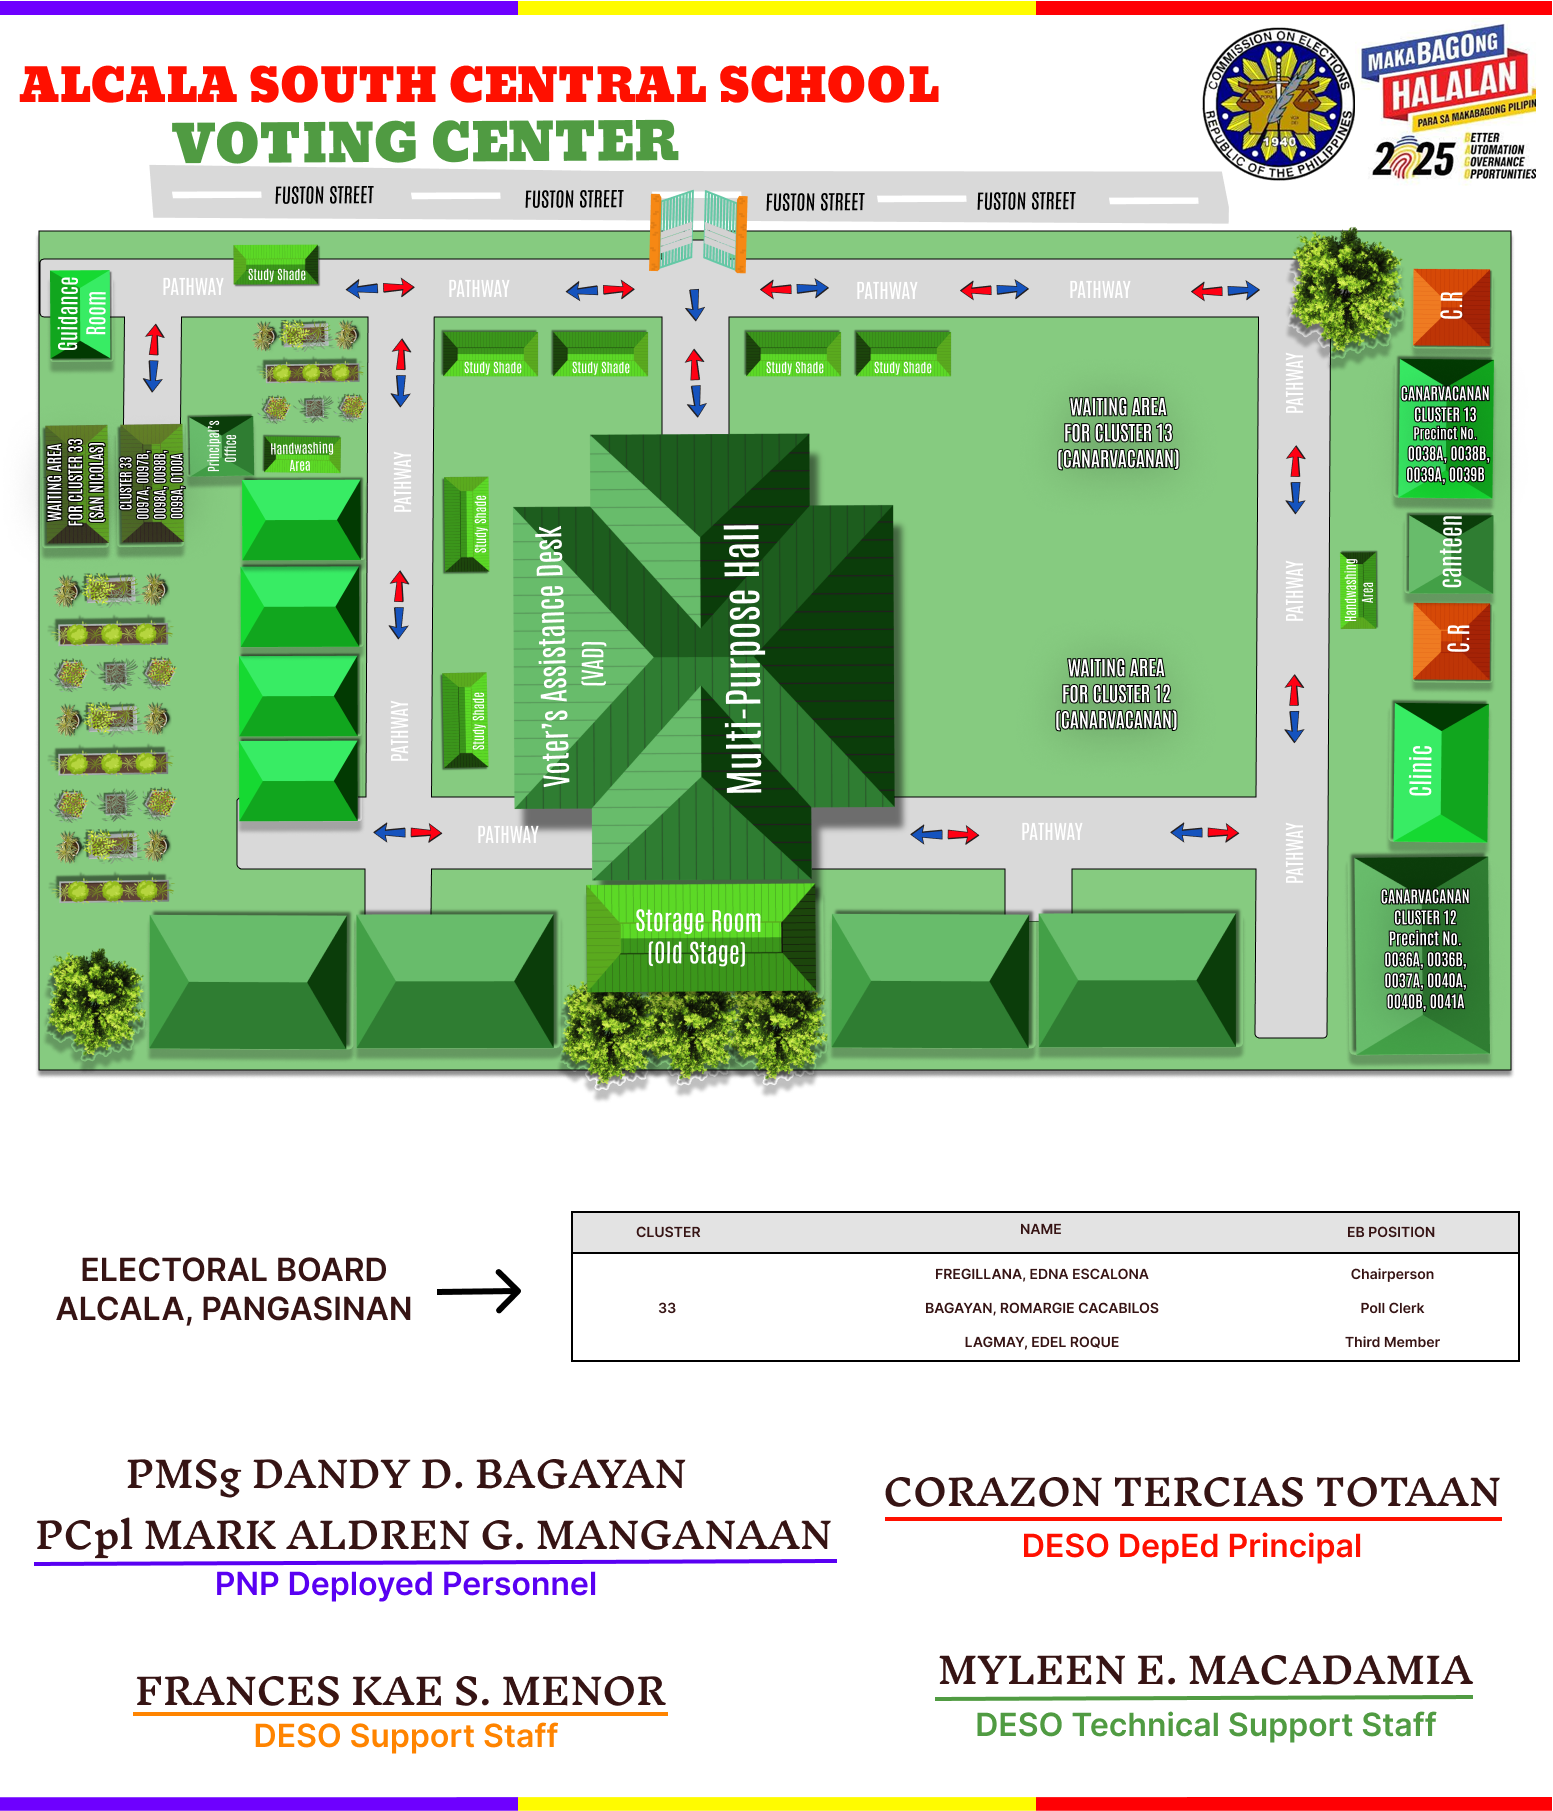 ALCALA SOUTH CENTRAL SCHOOL
VOTING CENTER
COMMISSION ON ELECTIONS
REPUBLIC OF THE PHILIPPINES
1940
MAKABAGONG
HALALAN
PARA SA MAKABAGONG PILIPIN
2025
BETTER
AUTOMATION
GOVERNANCE
OPPORTUNITIES
FUSTON STREET
FUSTON STREET
FUSTON STREET
FUSTON STREET
Guidance
Room
PATHWAY
Study Shade
PATHWAY
PATHWAY
PATHWAY
C.R
Study Shade
Study Shade
Study Shade
Study Shade
PATHWAY
WAITING AREA
FOR CLUSTER 13
(CANARVACANAN)
CANARVACANAN
CLUSTER 13
Precinct No.
0038A, 0038B,
0039A, 0039B
WAITING AREA
FOR CLUSTER 33
(SAN NICOLAS)
CLUSTER 33
0097A, 0097B,
0098A, 0098B,
0099A, 0100A
Principal's
Office
Handwashing
Area
PATHWAY
Study Shade
Voter's Assistance Desk
(VAD)
Multi-Purpose Hall
PATHWAY
Handwashing
Area
canteen
C.R
WAITING AREA
FOR CLUSTER 12
(CANARVACANAN)
PATHWAY
Study Shade
Clinic
PATHWAY
PATHWAY
PATHWAY
Storage Room
(Old Stage)
CANARVACANAN
CLUSTER 12
Precinct No.
0036A, 0036B,
0037A, 0040A,
0040B, 0041A
ELECTORAL BOARD
ALCALA, PANGASINAN
CLUSTER NAME EB POSITION
FREGILLANA, EDNA ESCALONA Chairperson
33 BAGAYAN, ROMARGIE CACABILOS Poll Clerk
LAGMAY, EDEL ROQUE Third Member
PMSg DANDY D. BAGAYAN
PCpl MARK ALDREN G. MANGANAAN
PNP Deployed Personnel
CORAZON TERCIAS TOTAAN
DESO DepEd Principal
FRANCES KAE S. MENOR
DESO Support Staff
MYLEEN E. MACADAMIA
DESO Technical Support Staff